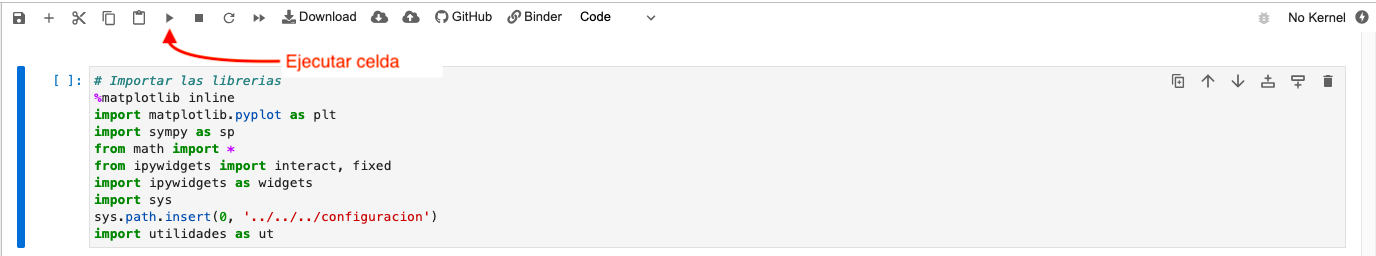 Download GitHub Binder Code No Kernel
Ejecutar celda
[ ]: # Importar las librerias
%matplotlib inline
import matplotlib.pyplot as plt
import sympy as sp
from math import *
from ipywidgets import interact, fixed
import ipywidgets as widgets
import sys
sys.path.insert(0, '../../../configuracion')
import utilidades as ut